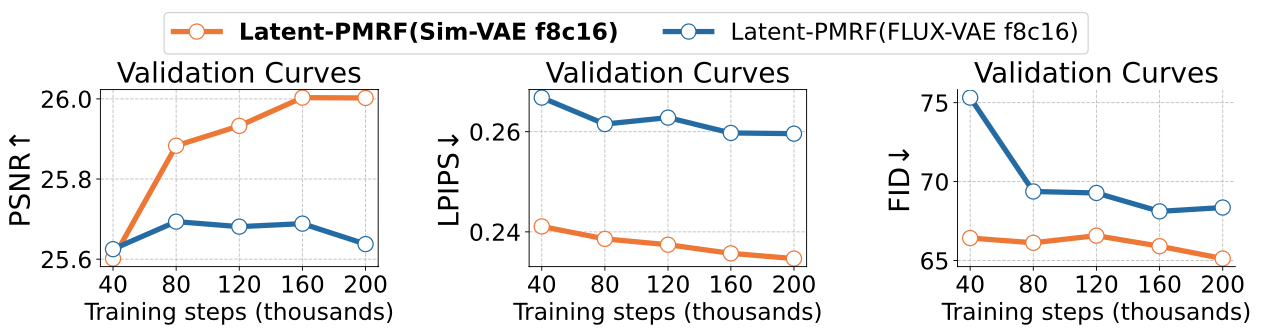 Latent-PMRF(Sim-VAE f8c16)
Latent-PMRF(FLUX-VAE f8c16)
Validation Curves
PSNR↑
26.0
25.8
25.6
40 80 120 160 200
Training steps (thousands)
Validation Curves
LPIPS↓
0.26
0.24
40 80 120 160 200
Training steps (thousands)
Validation Curves
FID↓
75
70
65
40 80 120 160 200
Training steps (thousands)